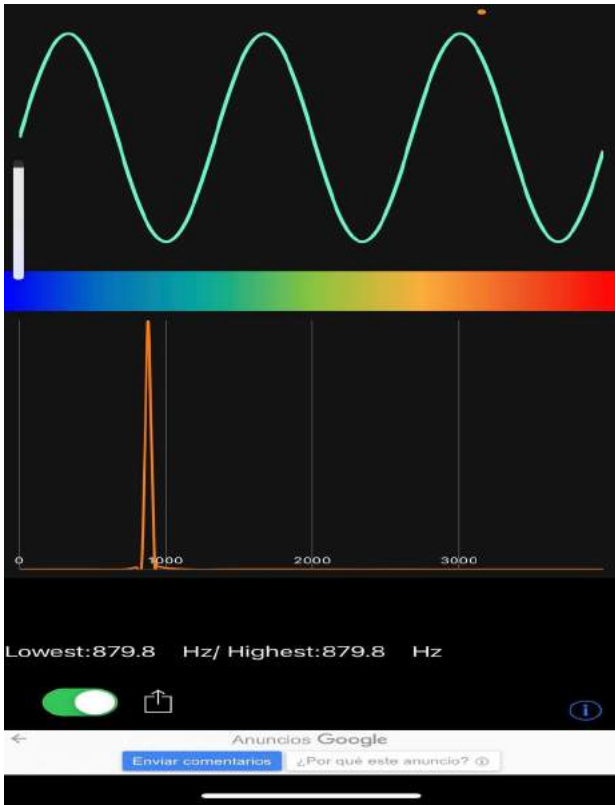 0 1000 2000 3000
Lowest:879.8 Hz/ Highest:879.8 Hz
Anuncios Google
Enviar comentarios ¿Por qué este anuncio?